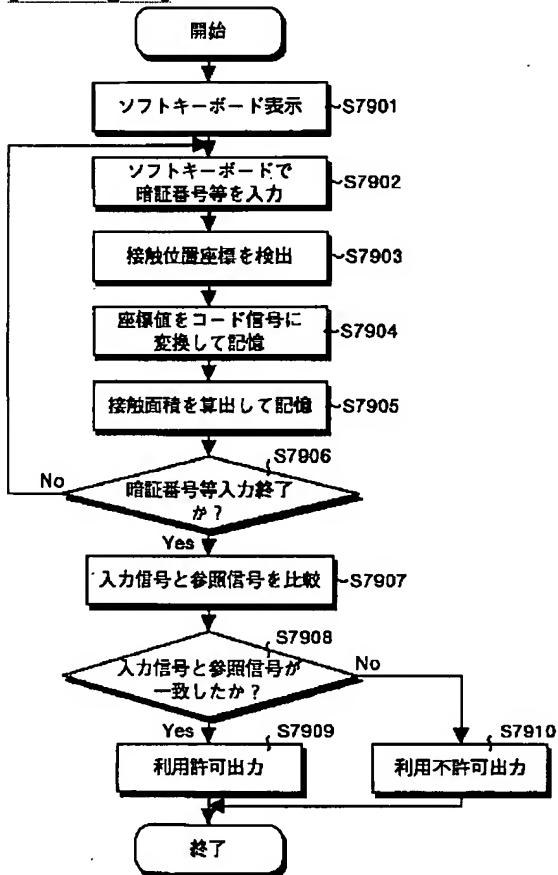 開始
ソフトキーボード表示
S7901
ソフトキーボードで
暗証番号等を入力
S7902
接触位置座標を検出
S7903
座標値をコード信号に
変換して記憶
S7904
接触面積を算出して記憶
S7905
S7906
No
暗証番号等入力終了
か？
Yes
入力信号と参照信号を比較
S7907
S7908
入力信号と参照信号が
一致したか？
No
Yes
S7909
S7910
利用許可出力
利用不許可出力
終了